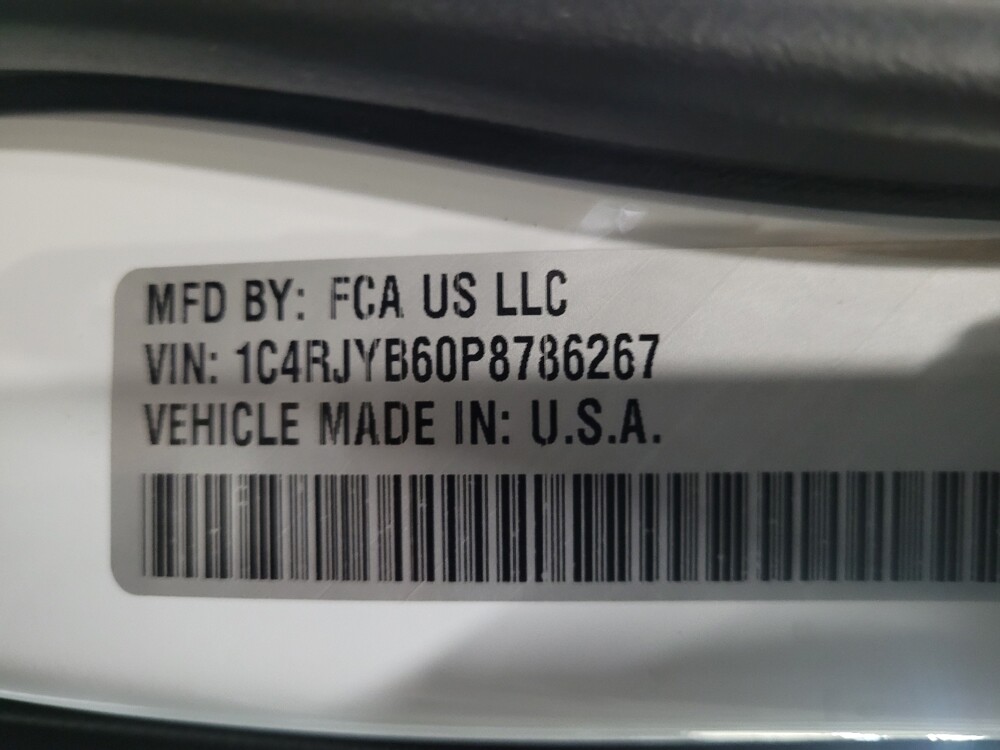 MFD BY: FCA US LLC
VIN: 1C4RJYB60P8786267
VEHICLE MADE IN: U.S.A.